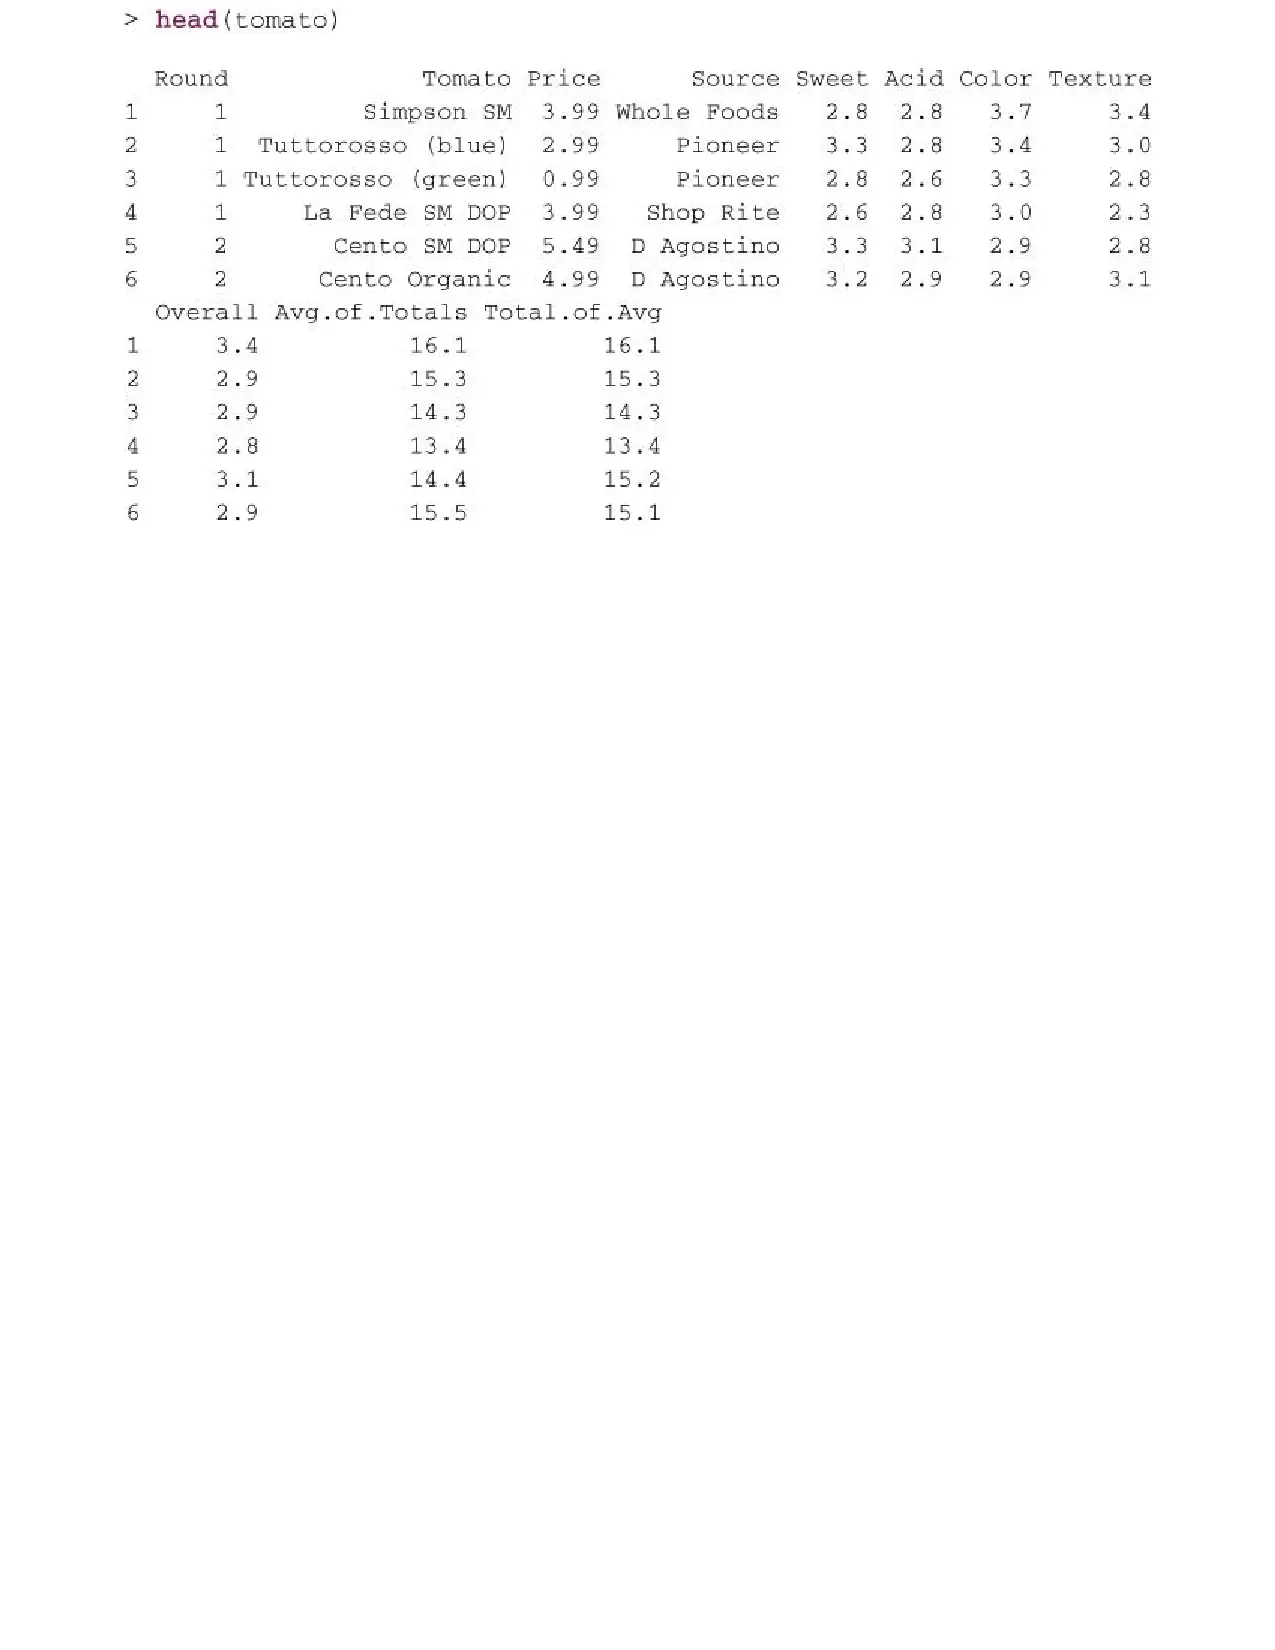 > head(tomato)
Round Tomato Price Source Sweet Acid Color Texture
1 1 Simpson SM 3.99 Whole Foods 2.8 2.8 3.7 3.4
2 1 Tuttorosso (blue) 2.99 Pioneer 3.3 2.8 3.4 3.0
3 1 Tuttorosso (green) 0.99 Pioneer 2.8 2.6 3.3 2.8
4 1 La Fede SM DOP 3.99 Shop Rite 2.6 2.8 3.0 2.3
5 2 Cento SM DOP 5.49 D Agostino 3.3 3.1 2.9 2.8
6 2 Cento Organic 4.99 D Agostino 3.2 2.9 2.9 3.1
Overall Avg.of.Totals Total.of.Avg
1 3.4 16.1 16.1
2 2.9 15.3 15.3
3 2.9 14.3 14.3
4 2.8 13.4 13.4
5 3.1 14.4 15.2
6 2.9 15.5 15.1